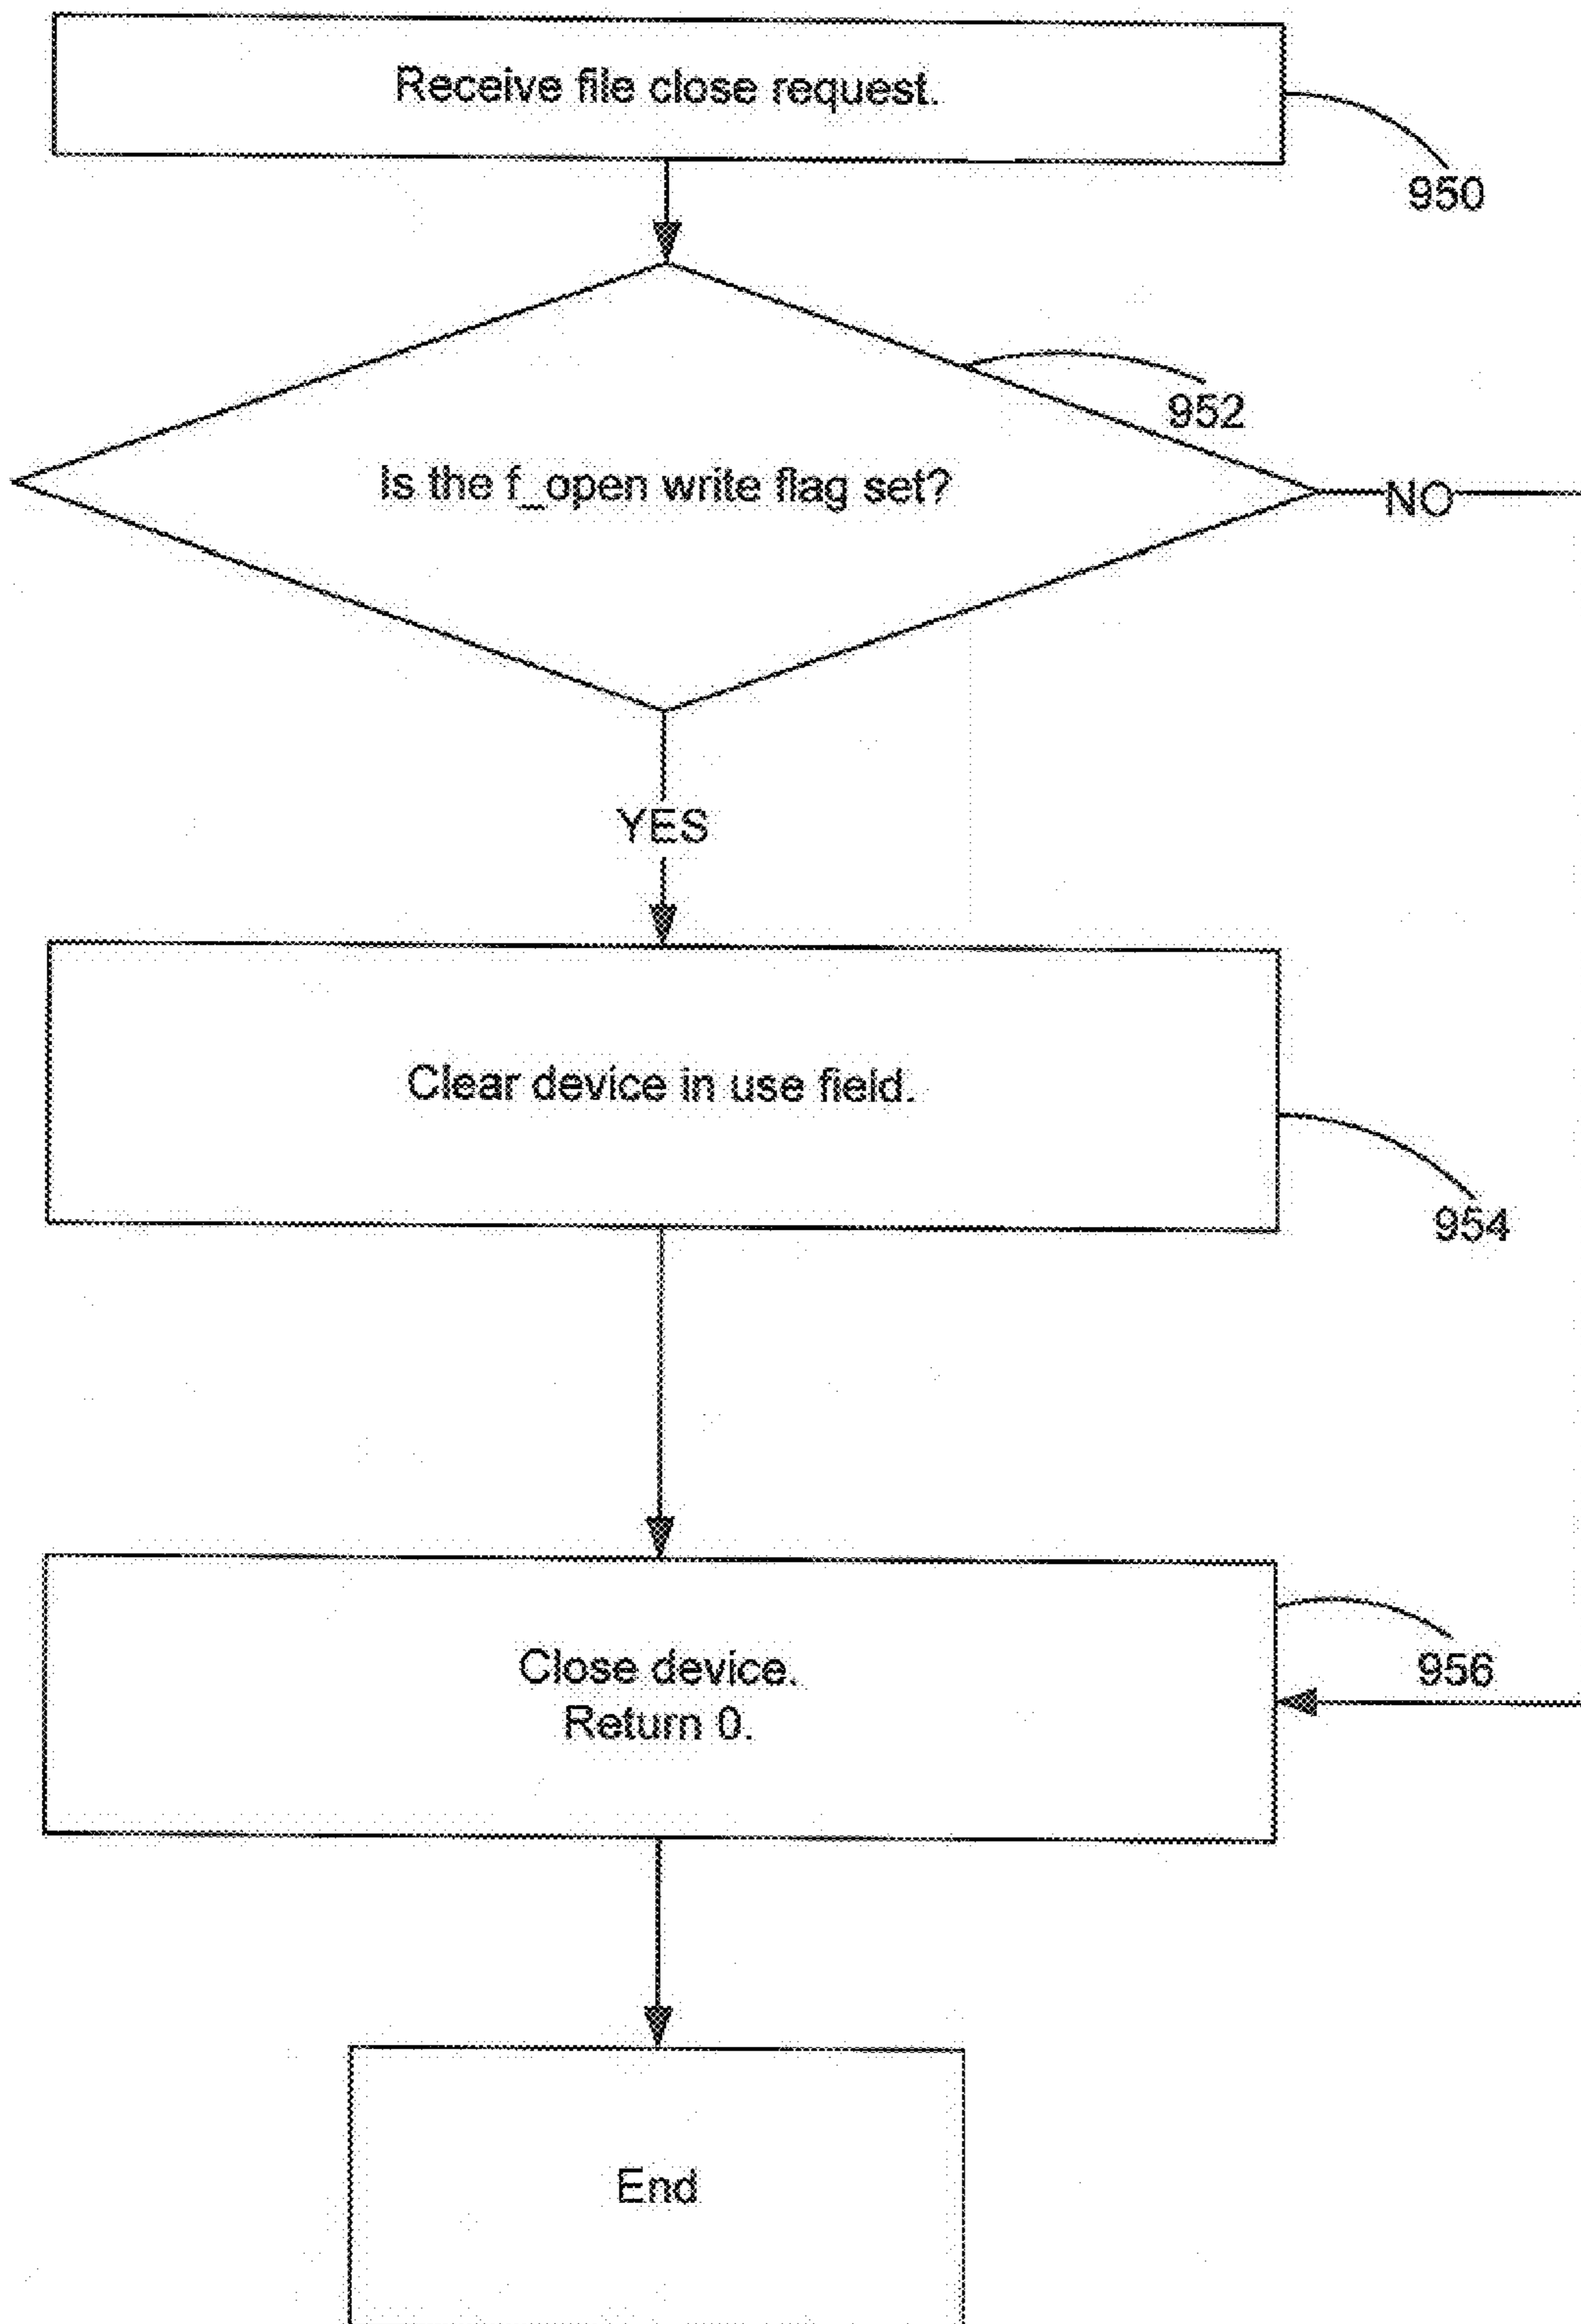 Receive file close request.
950
952
Is the f_open write flag set?
NO
YES
Clear device in use field.
954
Close device.
Return 0.
956
End